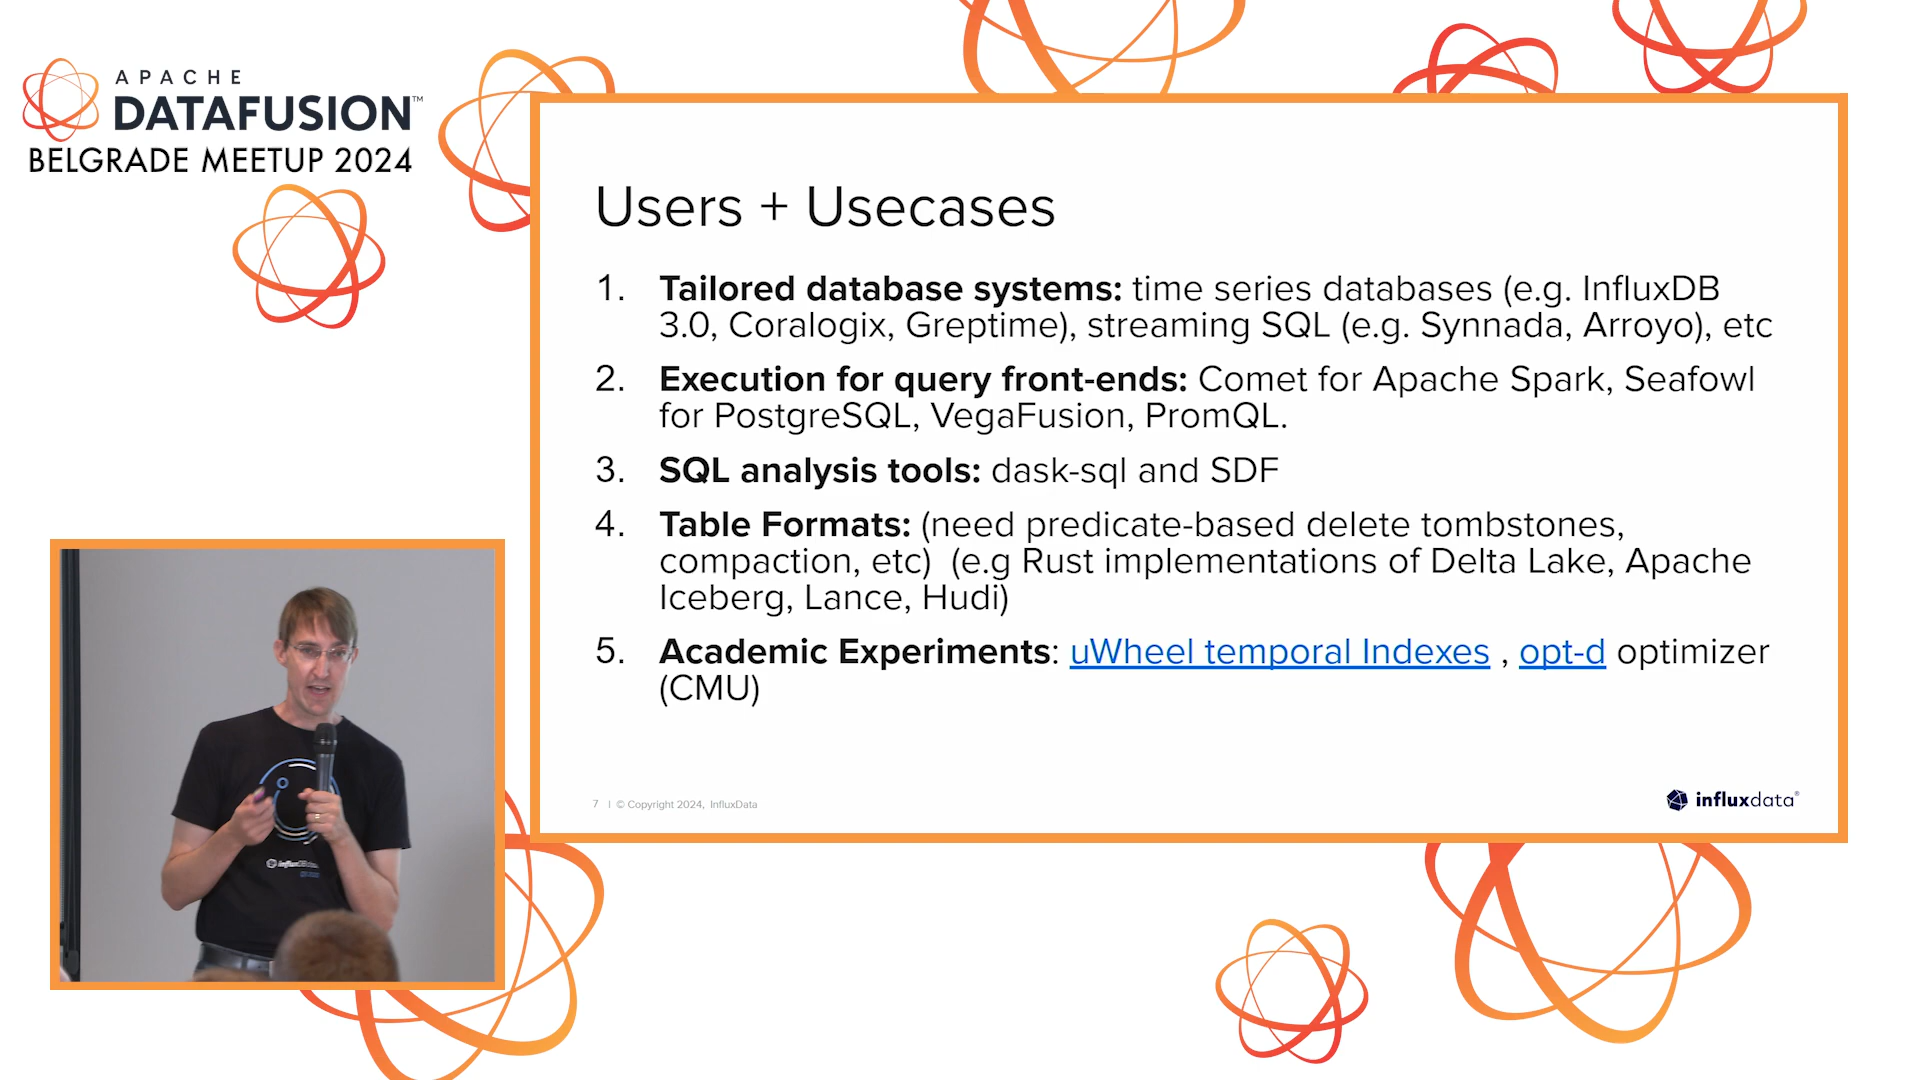 APACHE
DATAFUSION™
BELGRADE MEETUP 2024
Users + Usecases
1. Tailored database systems: time series databases (e.g. InfluxDB
3.0, Coralogix, Greptime), streaming SQL (e.g. Synnada, Arroyo), etc
2. Execution for query front-ends: Comet for Apache Spark, Seafowl
for PostgreSQL, VegaFusion, PromQL.
3. SQL analysis tools: dask-sql and SDF
4. Table Formats: (need predicate-based delete tombstones,
compaction, etc)  (e.g Rust implementations of Delta Lake, Apache
Iceberg, Lance, Hudi)
5. Academic Experiments: uWheel temporal Indexes , opt-d optimizer
(CMU)
7 | © Copyright 2024, InfluxData
influxdata®